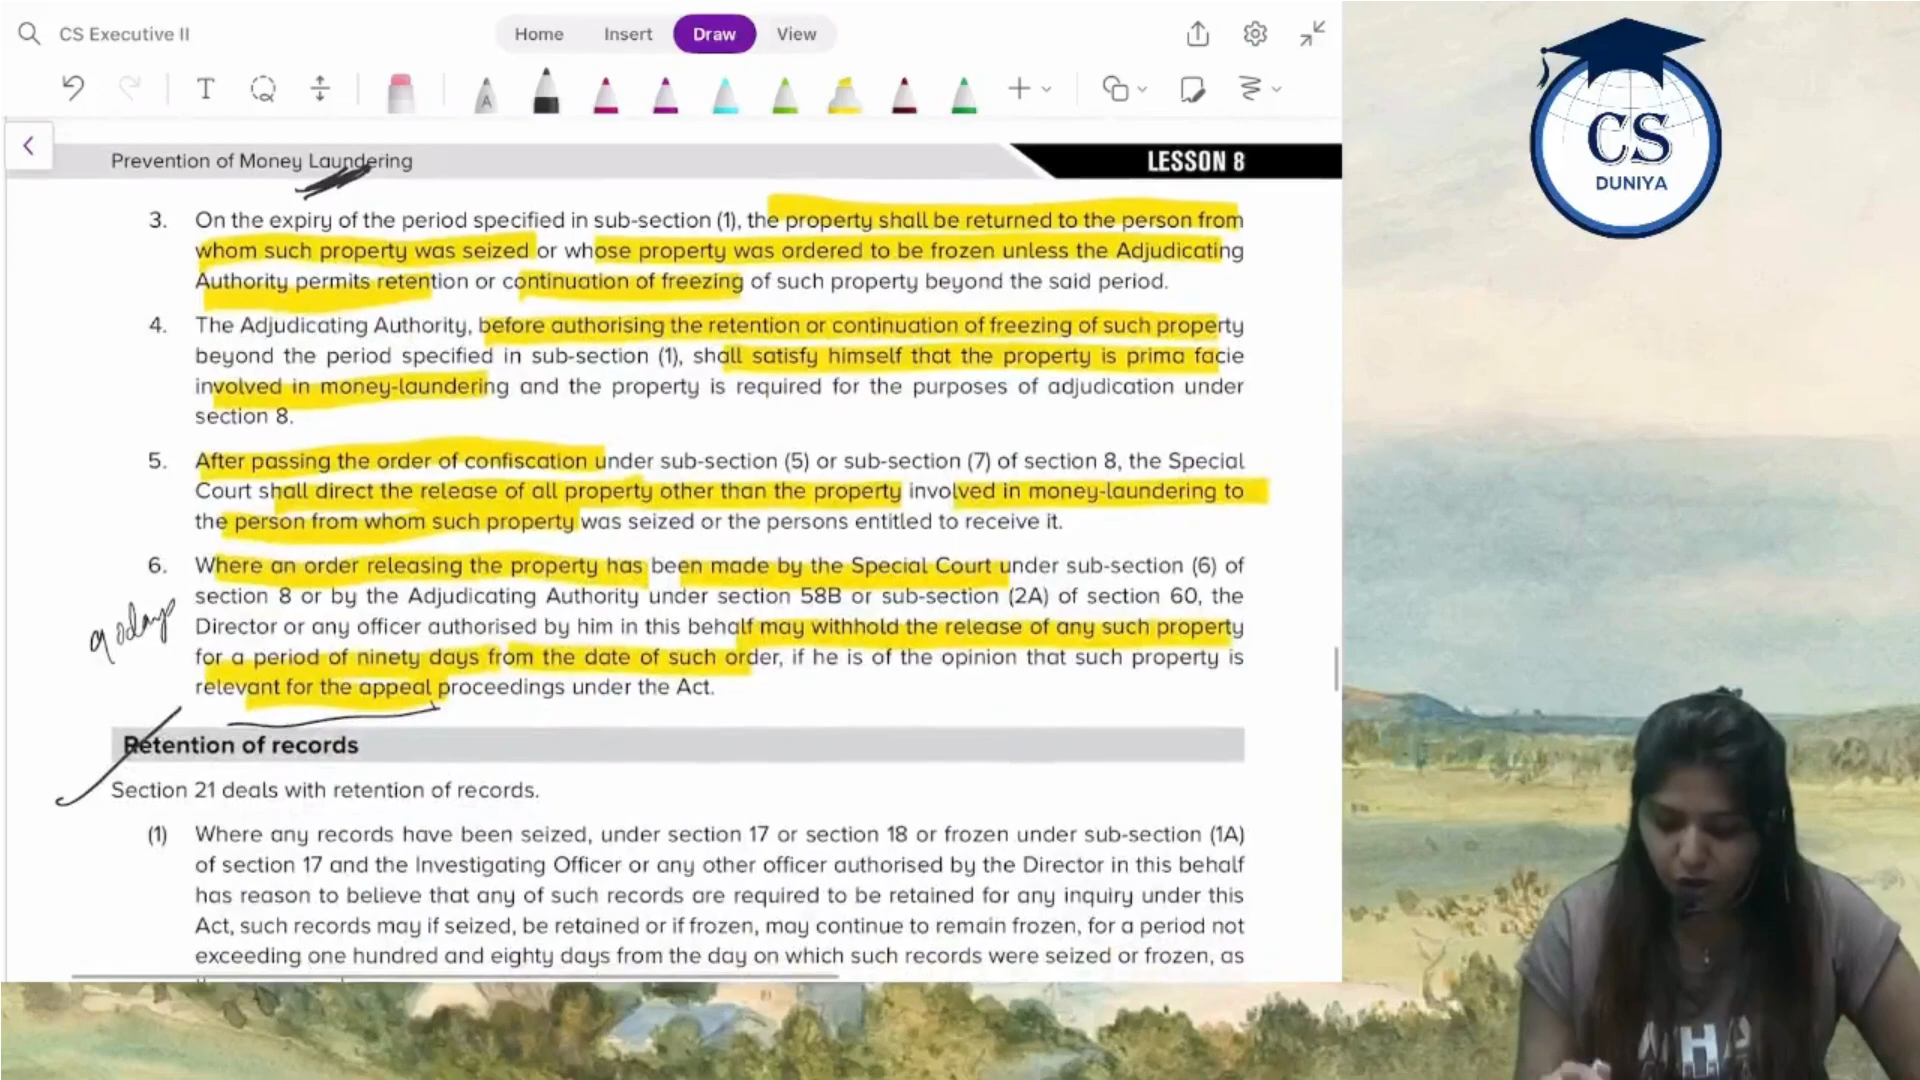 CS Executive II
Home Insert Draw View
T
A
Prevention of Money Laundering
LESSON 8
3. On the expiry of the period specified in sub-section (1), the property shall be returned to the person from
whom such property was seized or whose property was ordered to be frozen unless the Adjudicating
Authority permits retention or continuation of freezing of such property beyond the said period.
4. The Adjudicating Authority, before authorising the retention or continuation of freezing of such property
beyond the period specified in sub-section (1), shall satisfy himself that the property is prima facie
involved in money-laundering and the property is required for the purposes of adjudication under
section 8.
5. After passing the order of confiscation under sub-section (5) or sub-section (7) of section 8, the Special
Court shall direct the release of all property other than the property involved in money-laundering to
the person from whom such property was seized or the persons entitled to receive it.
6. Where an order releasing the property has been made by the Special Court under sub-section (6) of
section 8 or by the Adjudicating Authority under section 58B or sub-section (2A) of section 60, the
Director or any officer authorised by him in this behalf may withhold the release of any such property
for a period of ninety days from the date of such order, if he is of the opinion that such property is
relevant for the appeal proceedings under the Act.
90 days
Retention of records
Section 21 deals with retention of records.
(1) Where any records have been seized, under section 17 or section 18 or frozen under sub-section (1A)
of section 17 and the Investigating Officer or any other officer authorised by the Director in this behalf
has reason to believe that any of such records are required to be retained for any inquiry under this
Act, such records may if seized, be retained or if frozen, may continue to remain frozen, for a period not
exceeding one hundred and eighty days from the day on which such records were seized or frozen, as
CS
DUNIYA